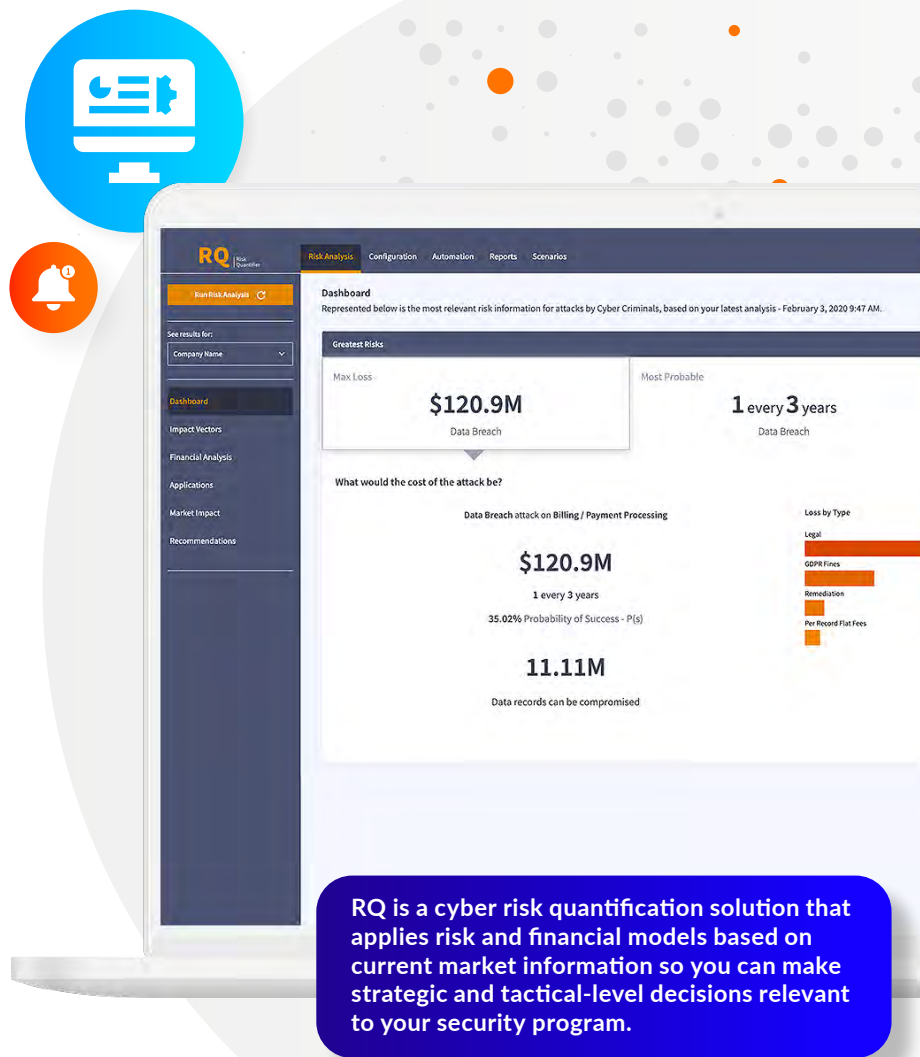 1
RQ Risk Quantifier
Risk Analysis Configuration Automation Reports Scenarios
Run Risk Analysis
See results for:
Company Name
Dashboard
Impact Vectors
Financial Analysis
Applications
Market Impact
Recommendations
Dashboard
Represented below is the most relevant risk information for attacks by Cyber Criminals, based on your latest analysis - February 3, 2020 9:47 AM.
Greatest Risks
Max Loss
$120.9M
Data Breach
Most Probable
1 every 3 years
Data Breach
What would the cost of the attack be?
Data Breach attack on Billing / Payment Processing
$120.9M
1 every 3 years
35.02% Probability of Success - P(s)
11.11M
Data records can be compromised
Loss by Type
Legal
GDPR Fines
Remediation
Per Record Flat Fees
RQ is a cyber risk quantification solution that
applies risk and financial models based on
current market information so you can make
strategic and tactical-level decisions relevant
to your security program.